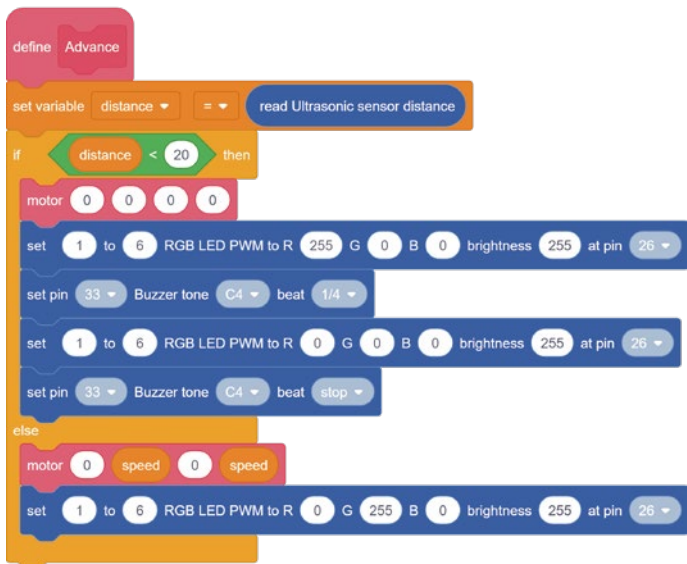 define Advance
set variable distance = read Ultrasonic sensor distance
if distance < 20 then
motor 0 0 0 0
set 1 to 6 RGB LED PWM to R 255 G 0 B 0 brightness 255 at pin 26
set pin 33 Buzzer tone C4 beat 1/4
set 1 to 6 RGB LED PWM to R 0 G 0 B 0 brightness 255 at pin 26
set pin 33 Buzzer tone C4 beat stop
else
motor 0 speed 0 speed
set 1 to 6 RGB LED PWM to R 0 G 255 B 0 brightness 255 at pin 26